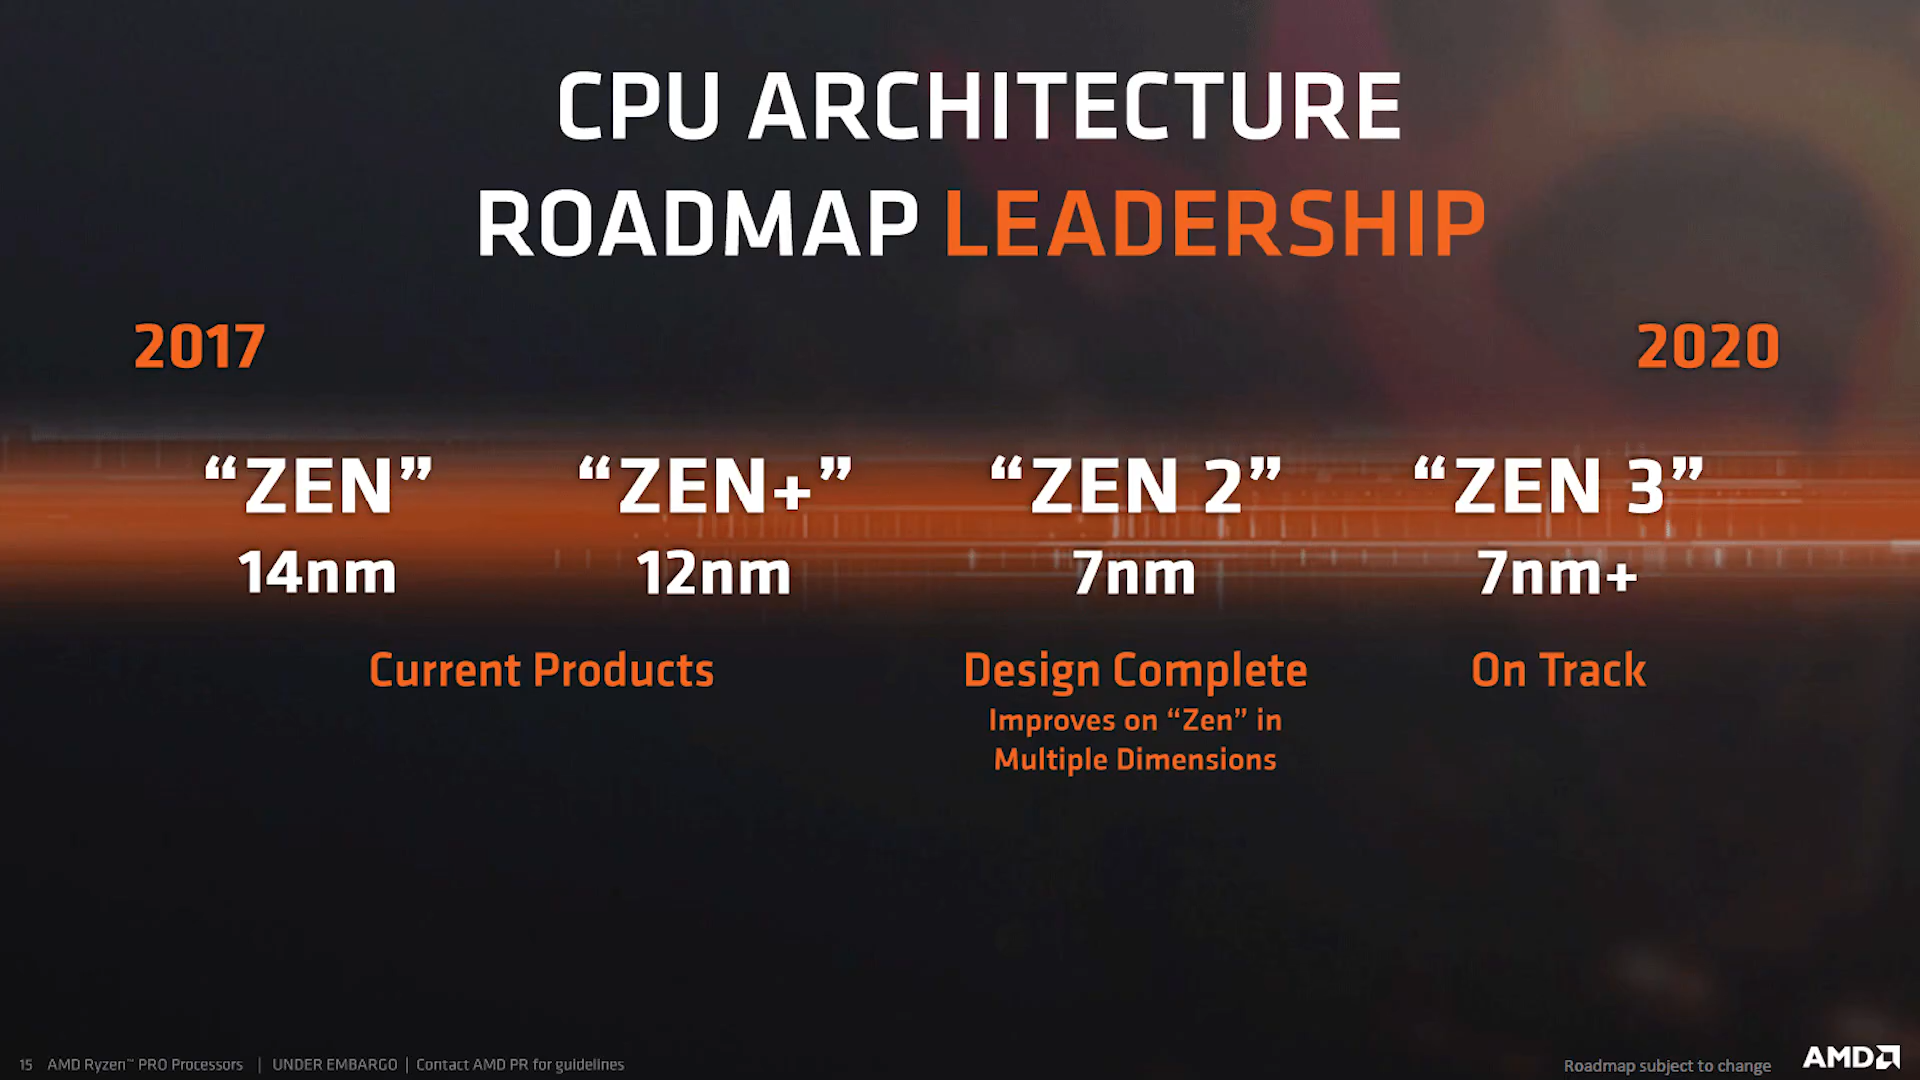 CPU ARCHITECTURE
ROADMAP LEADERSHIP
2017
2020
“ZEN”
“ZEN+”
“ZEN 2”
“ZEN 3”
14nm
12nm
7nm
7nm+
Current Products
Design Complete
On Track
Improves on “Zen” in
Multiple Dimensions
15 AMD Ryzen™ PRO Processors | UNDER EMBARGO | Contact AMD PR for guidelines
Roadmap subject to change
AMD